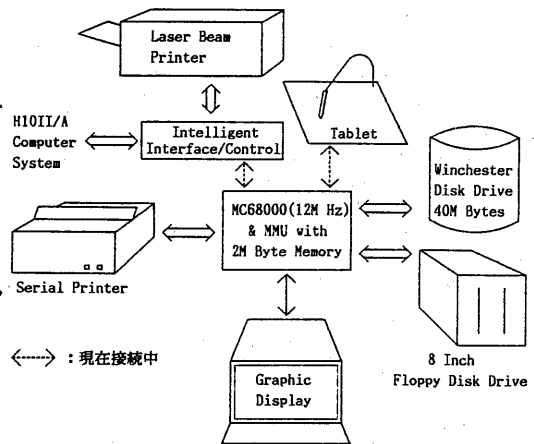 Laser Beam
Printer
H10II/A
Computer
System
Intelligent
Interface/Control
Tablet
Winchester
Disk Drive
40M Bytes
MC68000(12M Hz)
& MMU with
2M Byte Memory
Serial Printer
8 Inch
Floppy Disk Drive
Graphic
Display
:現在接続中